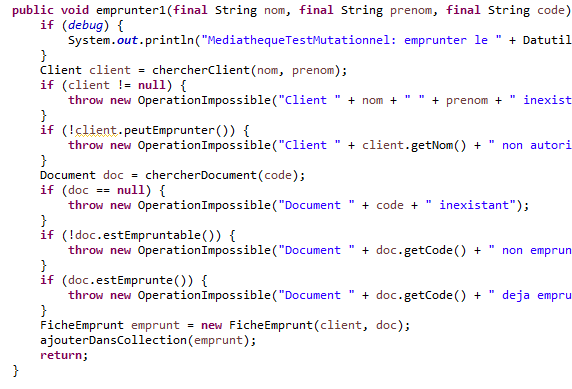 public void emprunter1(final String nom, final String prenom, final String code)
if (debug) {
System.out.println("MediathequeTestMutationnel: emprunter le " + Datutil
}
Client client = chercherClient(nom, prenom);
if (client != null) {
throw new OperationImpossible("Client " + nom + " " + prenom + " inexist
}
if (!client.peutEmprunter()) {
throw new OperationImpossible("Client " + client.getNom() + " non autori
}
Document doc = chercherDocument(code);
if (doc == null) {
throw new OperationImpossible("Document " + code + " inexistant");
}
if (!doc.estEmpruntable()) {
throw new OperationImpossible("Document " + doc.getCode() + " non emprun
}
if (doc.estEmprunte()) {
throw new OperationImpossible("Document " + doc.getCode() + " deja empru
}
FicheEmprunt emprunt = new FicheEmprunt(client, doc);
ajouterDansCollection(emprunt);
return;
}